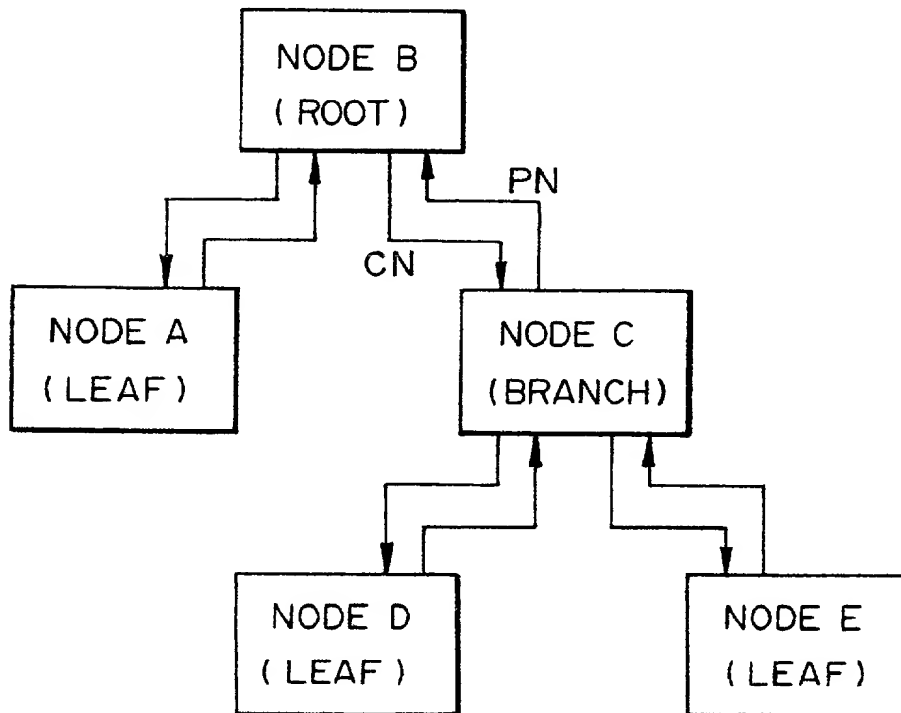 NODE B
(ROOT)
PN
CN
NODE A
(LEAF)
NODE C
(BRANCH)
NODE D
(LEAF)
NODE E
(LEAF)